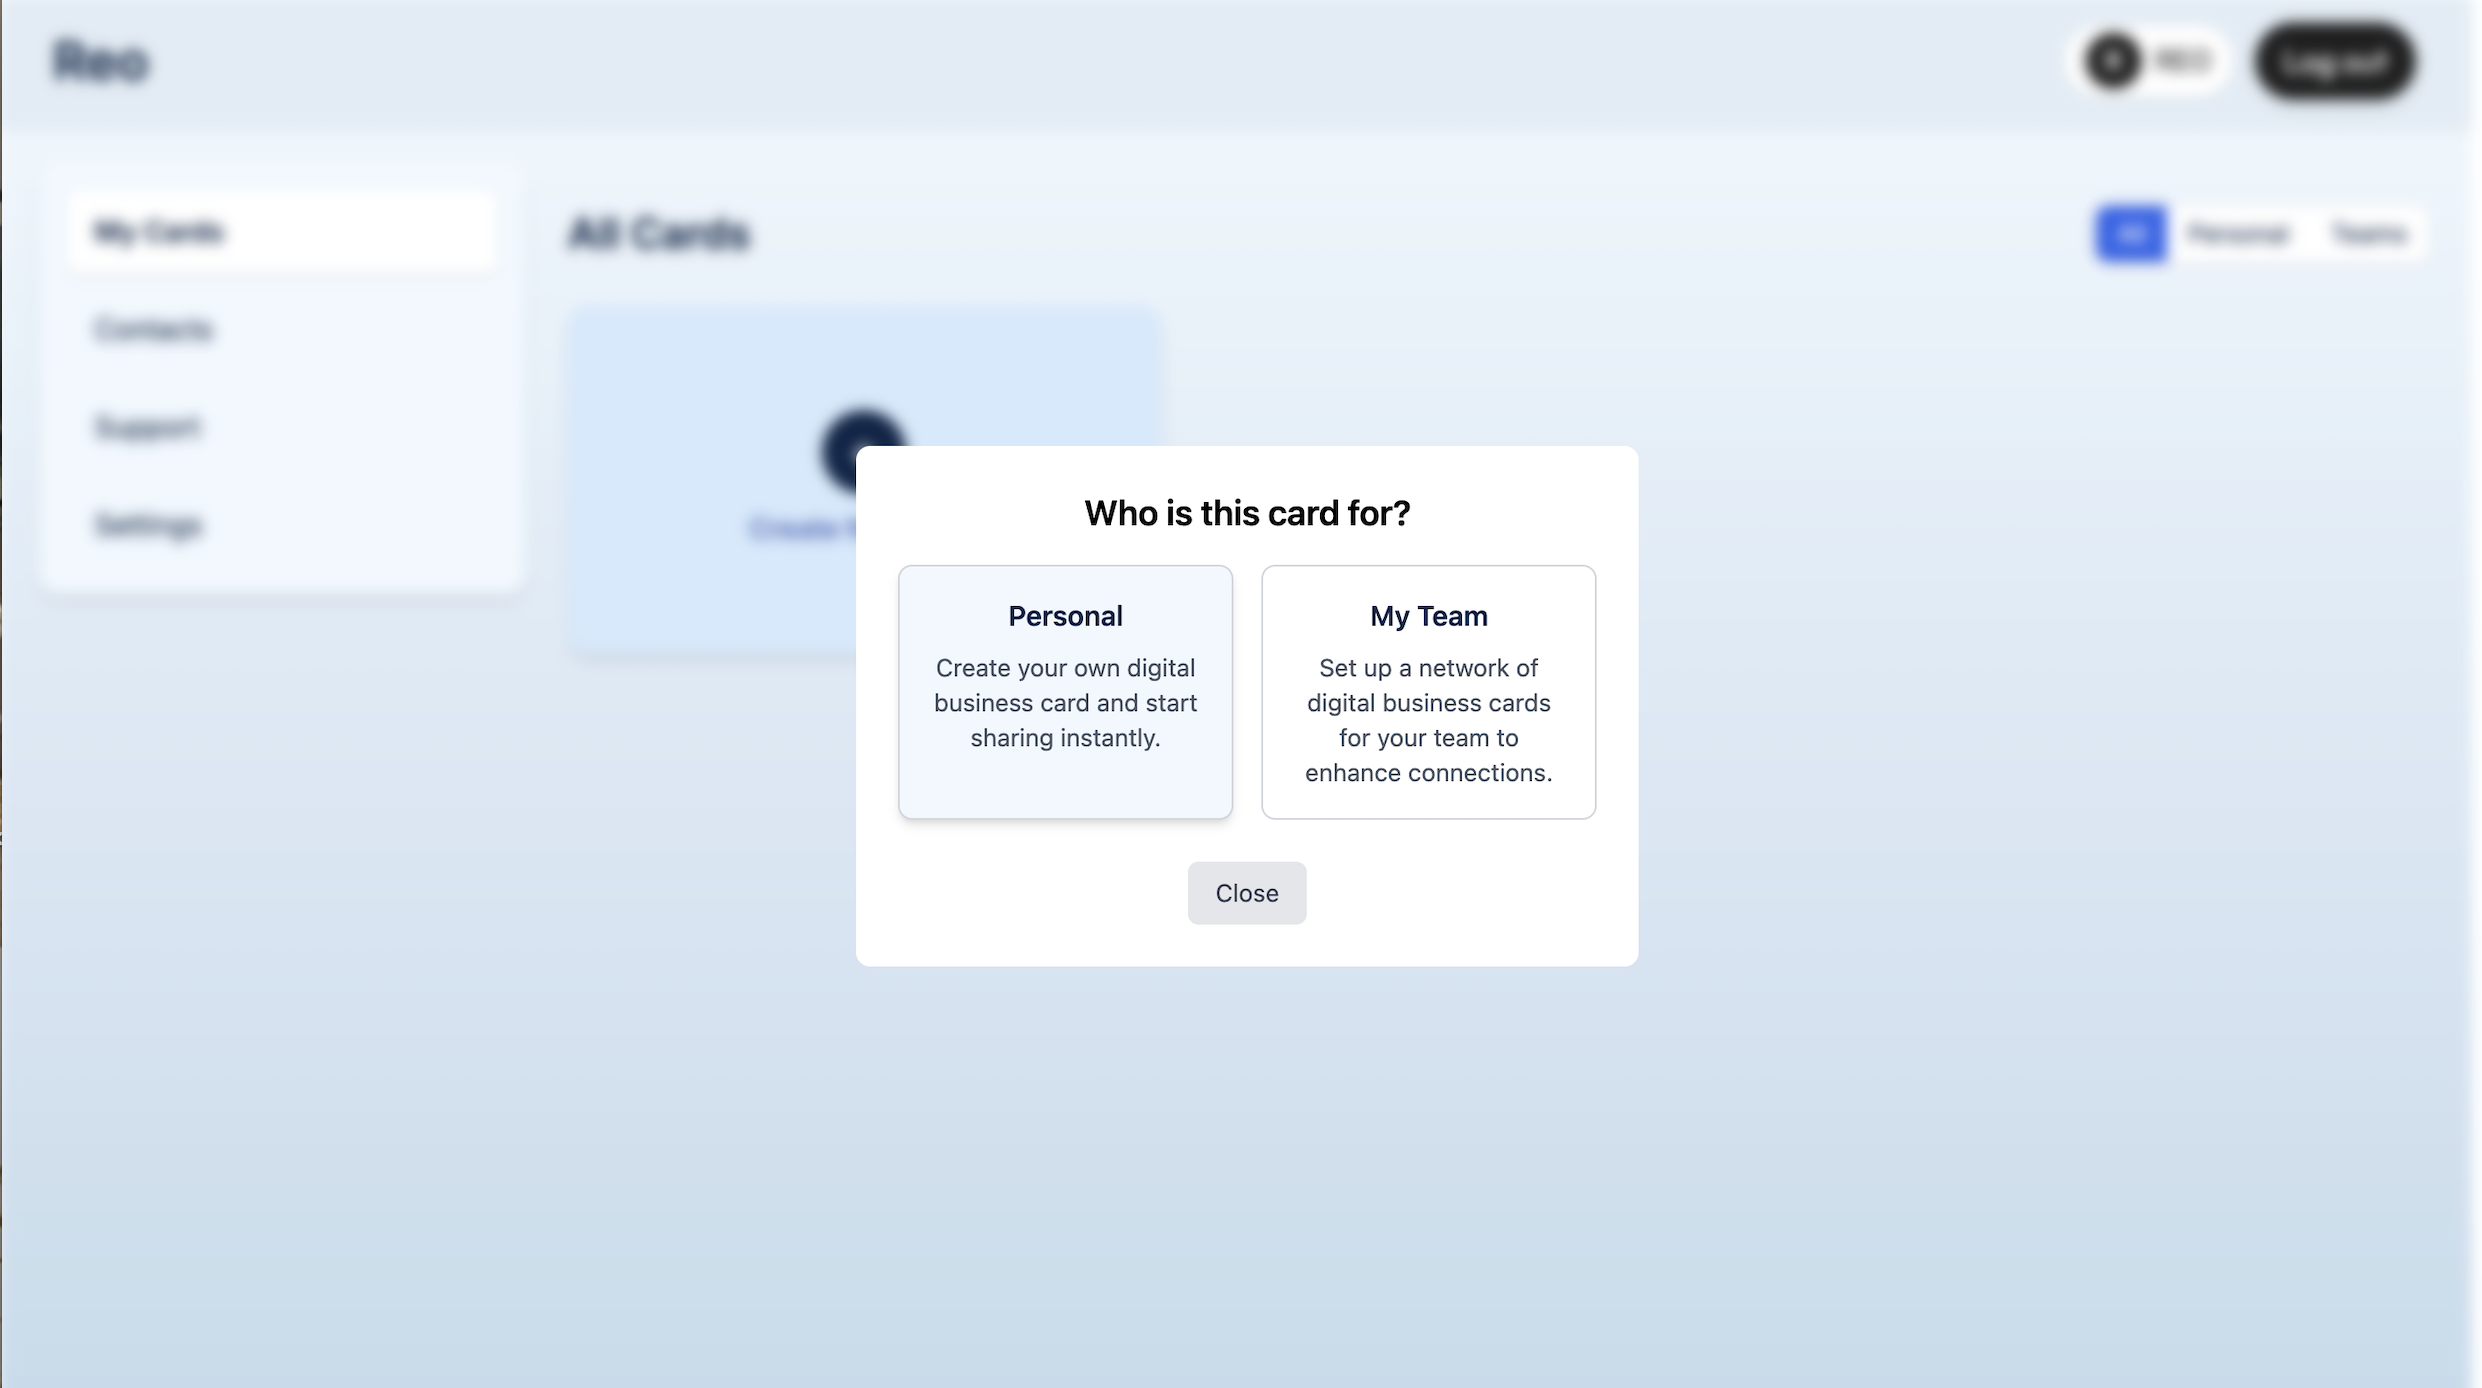 Reo
REO
Log out
My Cards
All Cards
All
Personal
Teams
Contacts
Support
Settings
Create
Who is this card for?
Personal
Create your own digital
business card and start
sharing instantly.
My Team
Set up a network of
digital business cards
for your team to
enhance connections.
Close